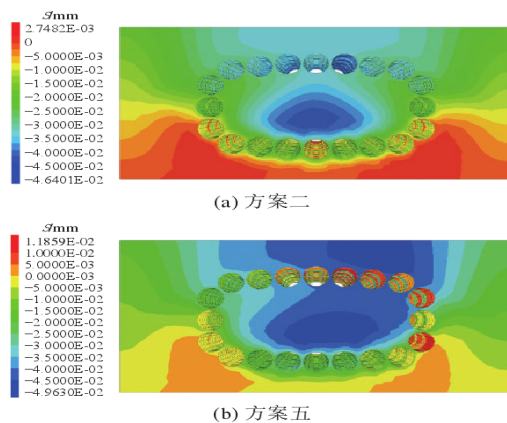 𝒮/mm
2.7482E-03
0
-5.0000E-03
-1.0000E-02
-1.5000E-02
-2.0000E-02
-2.5000E-02
-3.0000E-02
-3.5000E-02
-4.0000E-02
-4.5000E-02
-4.6401E-02
(a) 方案二
𝒮/mm
1.1859E-02
1.0000E-02
5.0000E-03
0.0000E-03
-5.0000E-03
-1.0000E-02
-1.5000E-02
-2.0000E-02
-2.5000E-02
-3.0000E-02
-3.5000E-02
-4.0000E-02
-4.5000E-02
-4.9630E-02
(b) 方案五